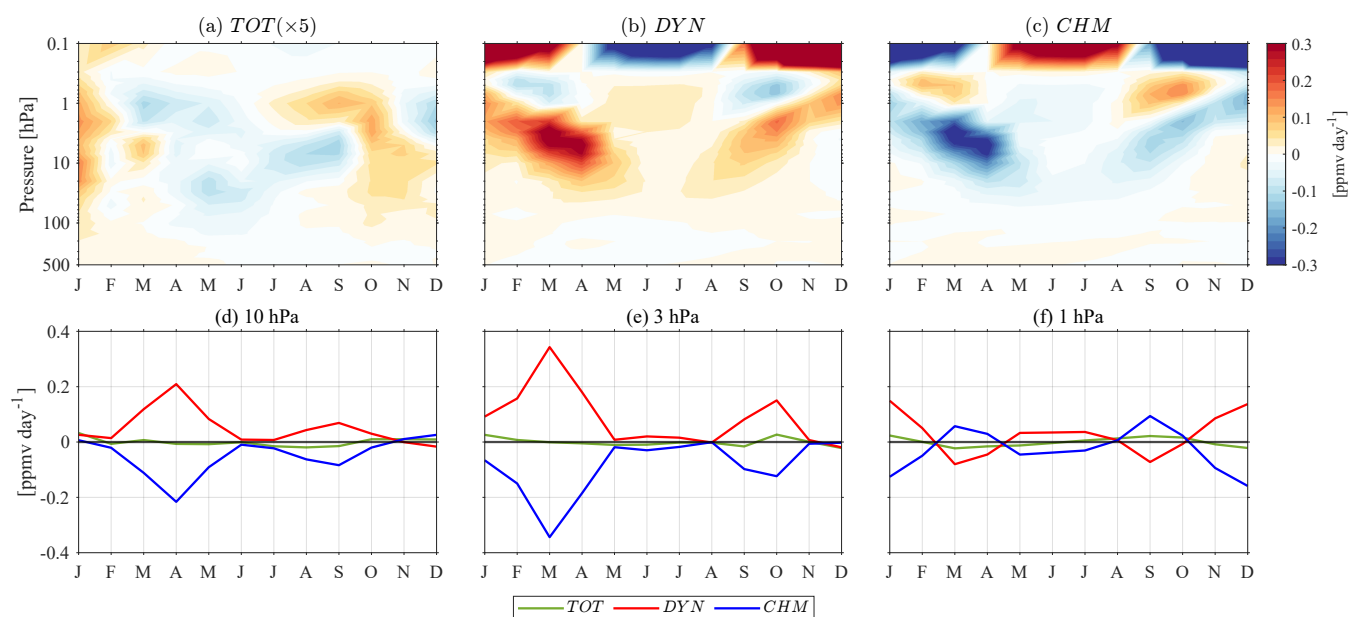 (a) TOT(×5) (b) DYN (c) CHM
0.1 0.3
0.2
1 0.1
Pressure [hPa] 0 [ppmv day⁻¹]
10 -0.1
100 -0.2
500 -0.3
J F M A M J J A S O N D J F M A M J J A S O N D J F M A M J J A S O N D
(d) 10 hPa (e) 3 hPa (f) 1 hPa
0.4
0.2
[ppmv day⁻¹] 0
-0.2
-0.4
J F M A M J J A S O N D J F M A M J J A S O N D J F M A M J J A S O N D
TOT DYN CHM